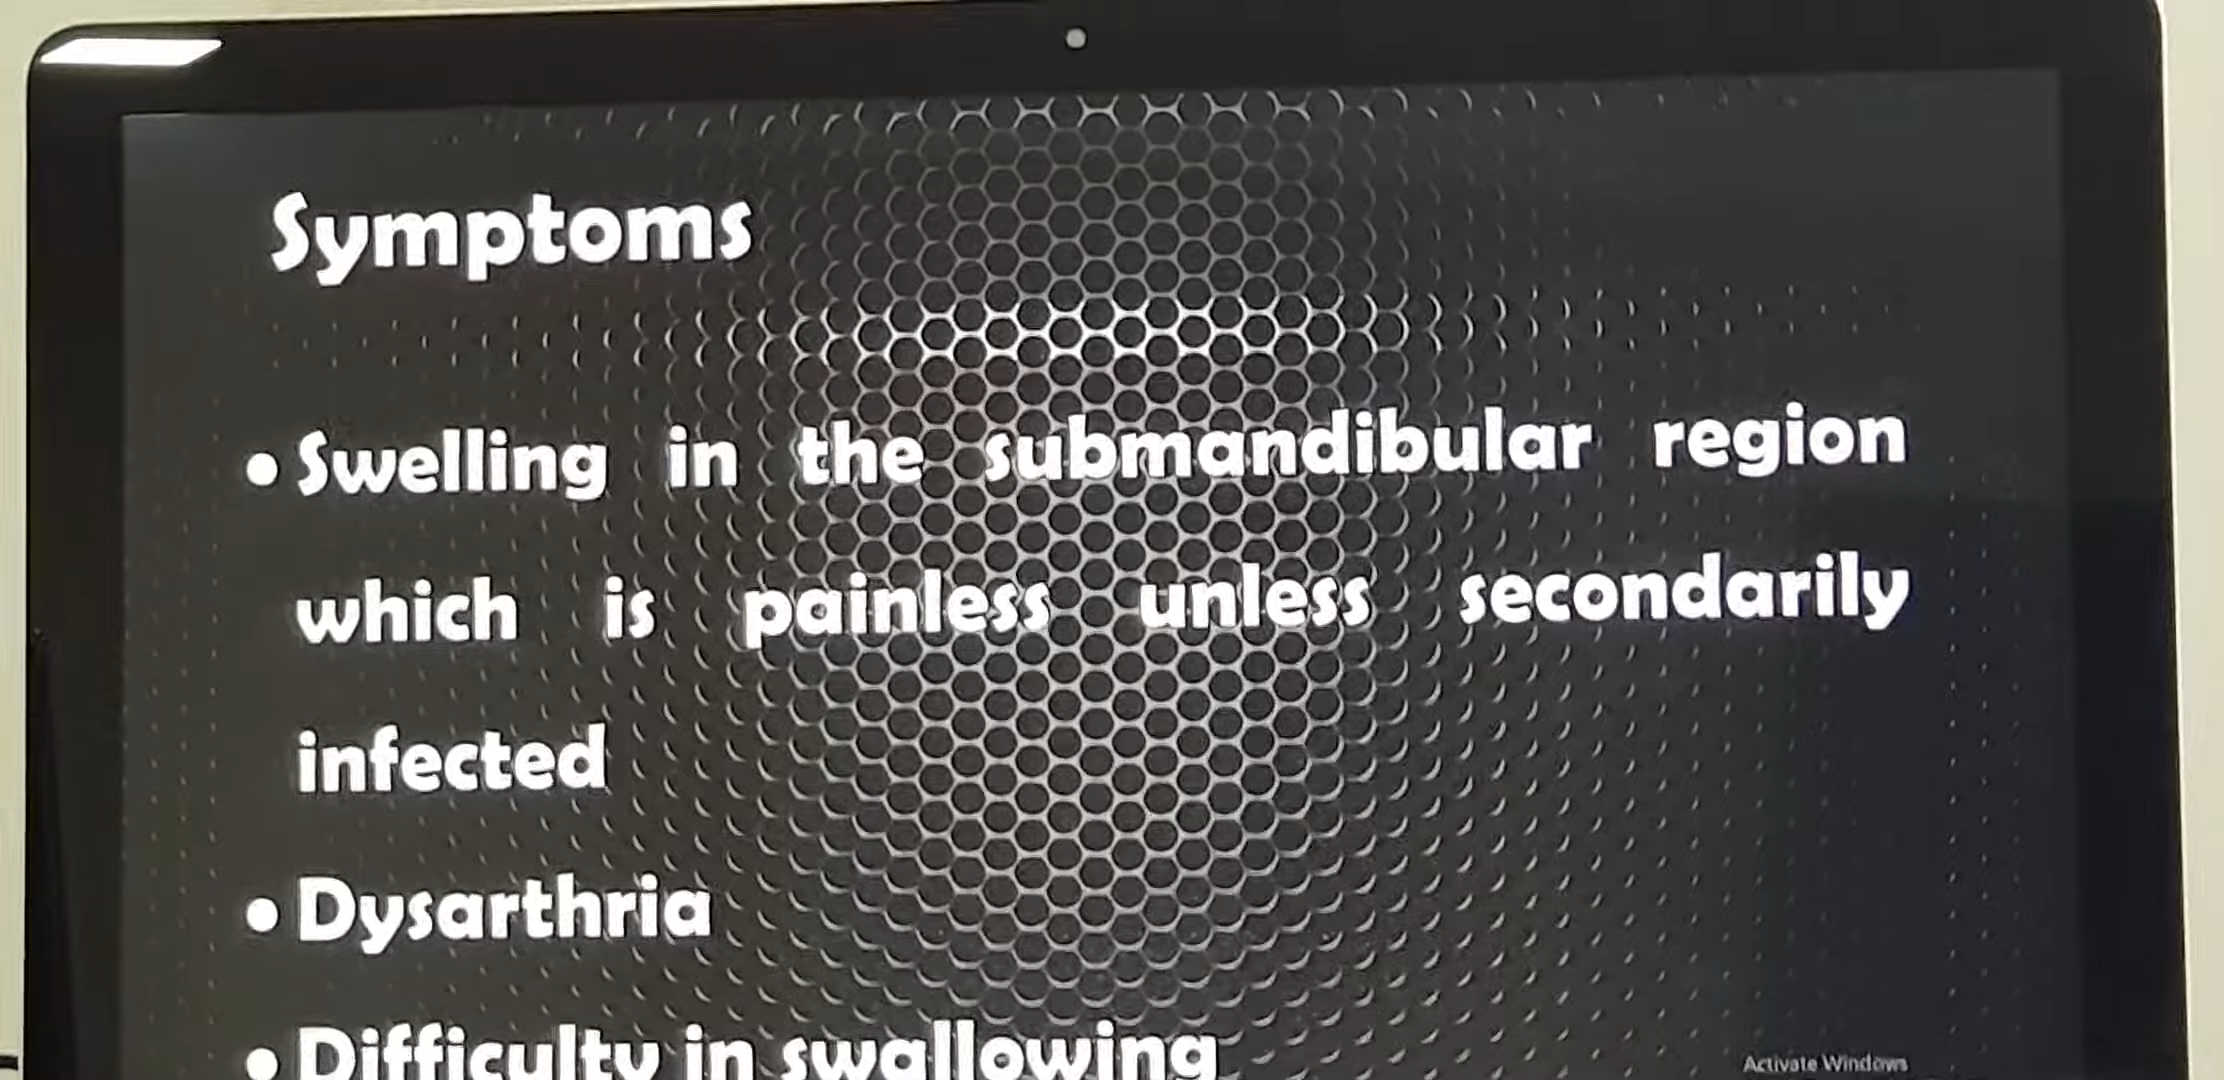 Symptoms
• Swelling in the submandibular region
which is painless unless secondarily
infected
• Dysarthria
• Difficulty in swallowing
Activate Windows